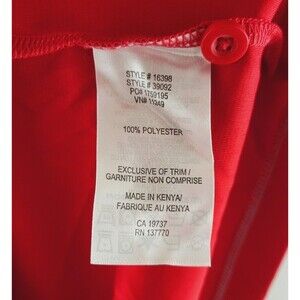 STYLE # 16398
STYLE # 39092
PO# 1759195
VN# 11949
100% POLYESTER
EXCLUSIVE OF TRIM /
GARNITURE NON COMPRISE
MADE IN KENYA/
FABRIQUE AU KENYA
CA 19737
RN 137770